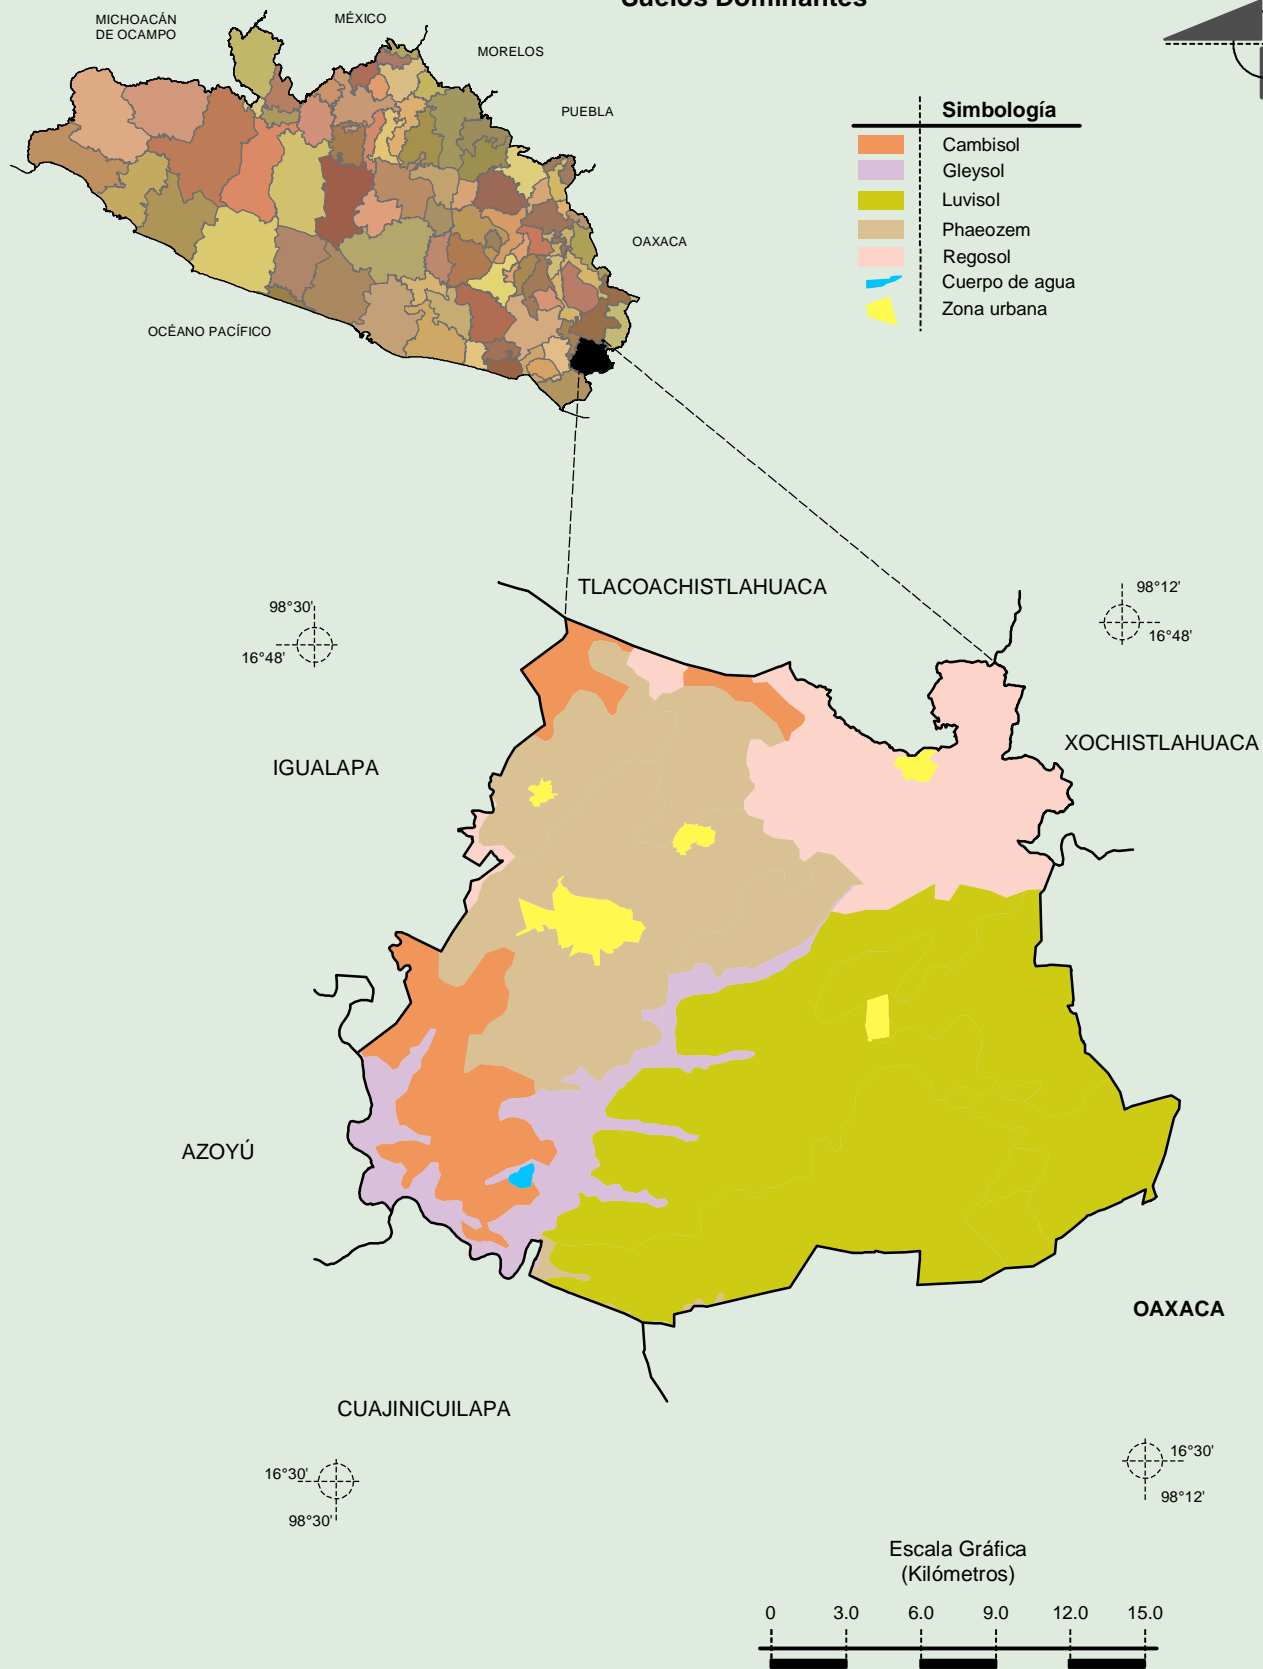 Suelos Dominantes
MICHOACÁN
DE OCAMPO
MÉXICO
MORELOS
PUEBLA
OAXACA
OCÉANO PACÍFICO
Simbología
Cambisol
Gleysol
Luvisol
Phaeozem
Regosol
Cuerpo de agua
Zona urbana
TLACOACHISTLAHUACA
98°30'
16°48'
98°12'
16°48'
XOCHISTLAHUACA
IGUALAPA
AZOYÚ
OAXACA
CUAJINICUILAPA
16°30'
98°30'
16°30'
98°12'
Escala Gráfica
(Kilómetros)
0 3.0 6.0 9.0 12.0 15.0